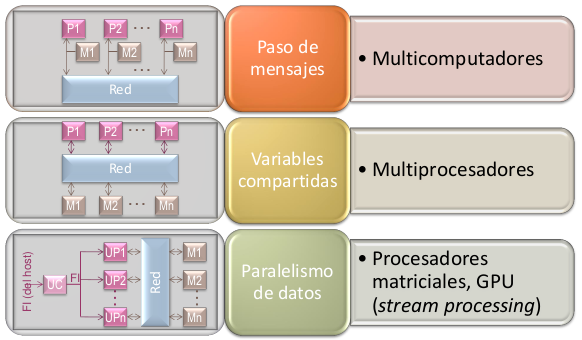 P1 P2 ... Pn
M1 M2 Mn
...
Red
Paso de
mensajes
• Multicomputadores
P1 P2 ... Pn
Red
M1 M2 ... Mn
Variables
compartidas
• Multiprocesadores
FI (del host)
UC
FI
UP1
UP2
...
UPn
Red
M1
M2
...
Mn
Paralelismo
de datos
• Procesadores
matriciales, GPU
(stream processing)